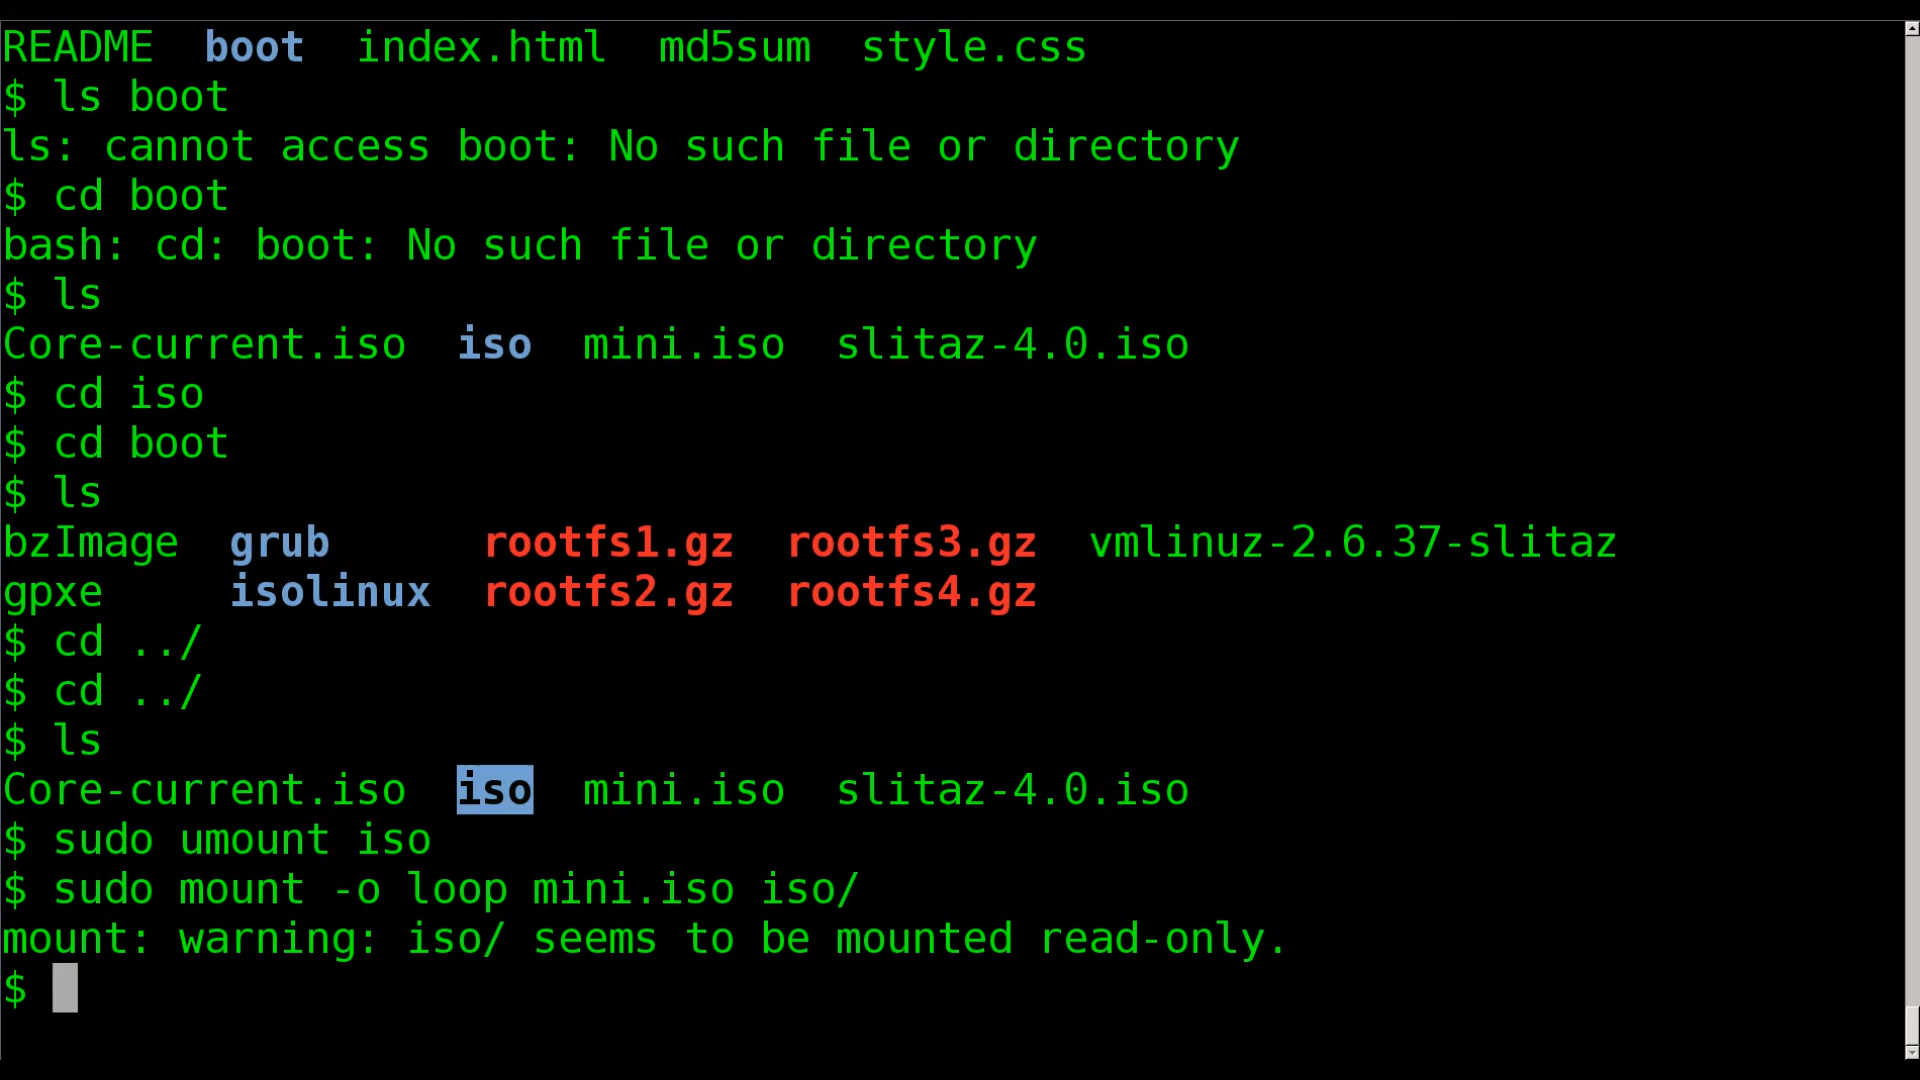 README  boot  index.html  md5sum  style.css
$ ls boot
ls: cannot access boot: No such file or directory
$ cd boot
bash: cd: boot: No such file or directory
$ ls
Core-current.iso  iso  mini.iso  slitaz-4.0.iso
$ cd iso
$ cd boot
$ ls
bzImage  grub      rootfs1.gz  rootfs3.gz  vmlinuz-2.6.37-slitaz
gpxe     isolinux  rootfs2.gz  rootfs4.gz
$ cd ../
$ cd ../
$ ls
Core-current.iso  iso  mini.iso  slitaz-4.0.iso
$ sudo umount iso
$ sudo mount -o loop mini.iso iso/
mount: warning: iso/ seems to be mounted read-only.
$